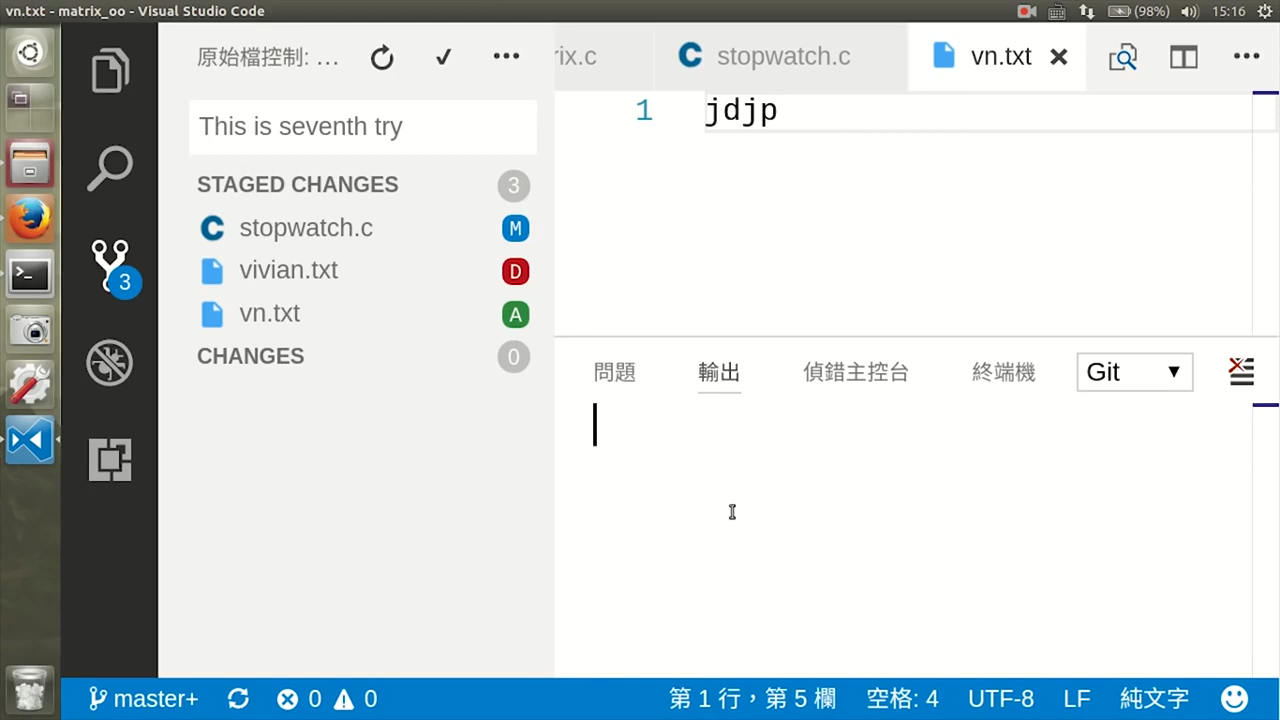 vn.txt - matrix_oo - Visual Studio Code
(98%)
15:16
原始檔控制: ...
rix.c
stopwatch.c
vn.txt
This is seventh try
STAGED CHANGES
3
stopwatch.c
M
vivian.txt
D
vn.txt
A
CHANGES
0
3
1
jdjp
問題
輸出
偵錯主控台
終端機
Git
master+
0
0
第 1 行，第 5 欄
空格: 4
UTF-8
LF
純文字